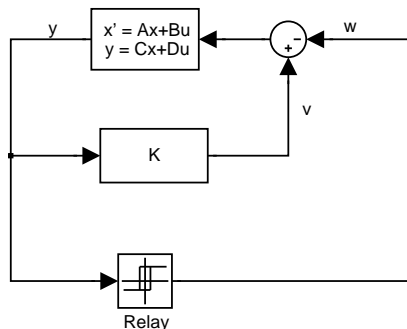 y
x' = Ax+Bu
y = Cx+Du
w
v
K
Relay